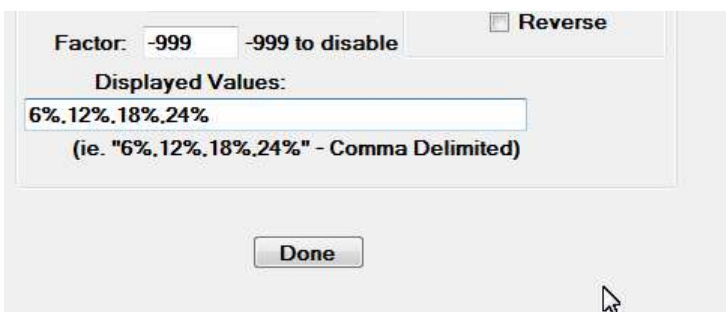 Reverse
Factor: -999 -999 to disable
Displayed Values:
6%,12%,18%,24%
(ie. "6%,12%,18%,24%" - Comma Delimited)
Done